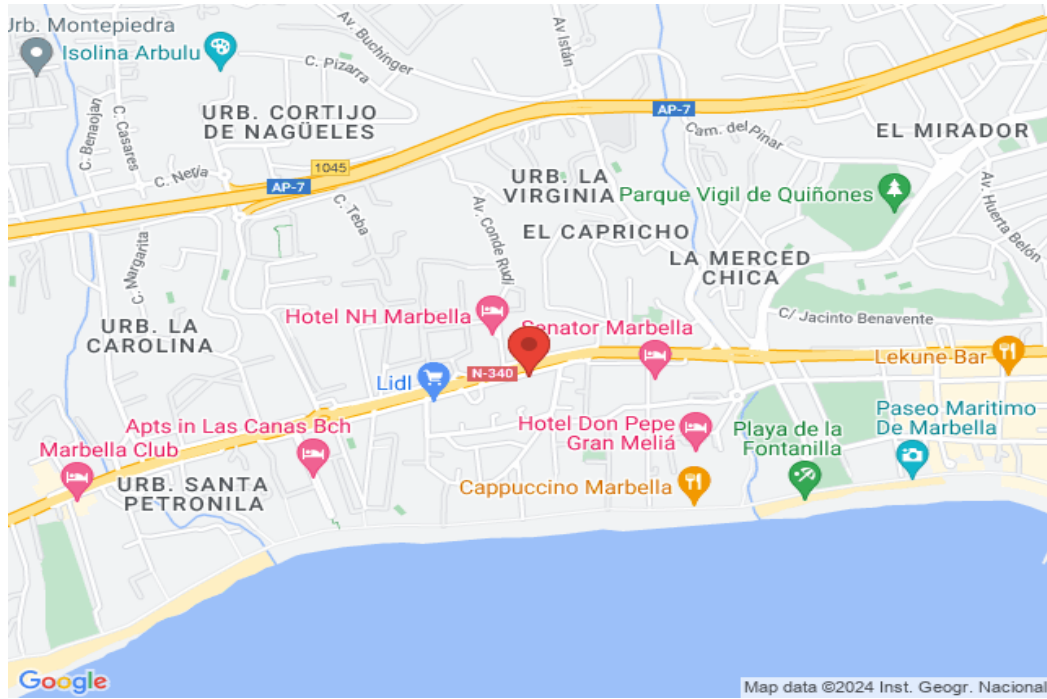 Urb. Montepiedra
Isolina Arbulu
Av. Buchinger
C. Pizarra
Av Istán
AP-7
Cam. del Pinar
EL MIRADOR
URB. CORTIJO
DE NAGÜELES
C. Benaojan
C. Casares
C. Nerja
1045
AP-7
C. Teba
URB. LA
VIRGINIA
Parque Vigil de Quiñones
Av. Huerta Belón
Av. Conde Rudi
EL CAPRICHO
LA MERCED
CHICA
C. Margarita
URB. LA
CAROLINA
Hotel NH Marbella
Senator Marbella
C/ Jacinto Benavente
Lekune Bar
N-340
Lidl
Apts in Las Canas Bch
Marbella Club
Hotel Don Pepe
Gran Meliá
Playa de la
Fontanilla
Paseo Maritimo
De Marbella
URB. SANTA
PETRONILA
Cappuccino Marbella
Google
Map data ©2024 Inst. Geogr. Nacional